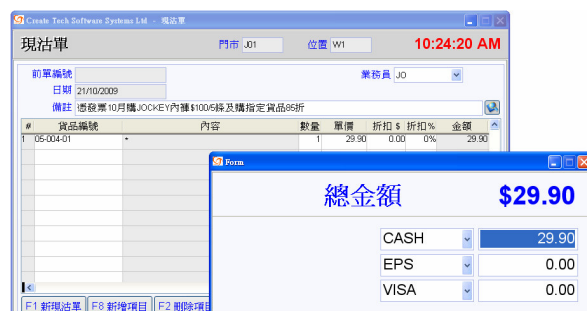 Create Tech Software Systems Ltd - 現沽單
現沽單 門市 J01 位置 W1 10:24:20 AM
前單編號 業務員 JO
日期 21/10/2009
備註 憑發票10月購JOCKEY內褲$100/5條及購指定貨品85折
# 貨品編號 內容 數量 單價 折扣 $ 折扣% 金額
1 05-004-01 * 1 29.90 0.00 0% 29.90
Form
總金額 $29.90
CASH 29.90
EPS 0.00
VISA 0.00
F1 新現沽單 F8 新增項目 F2 刪除項目